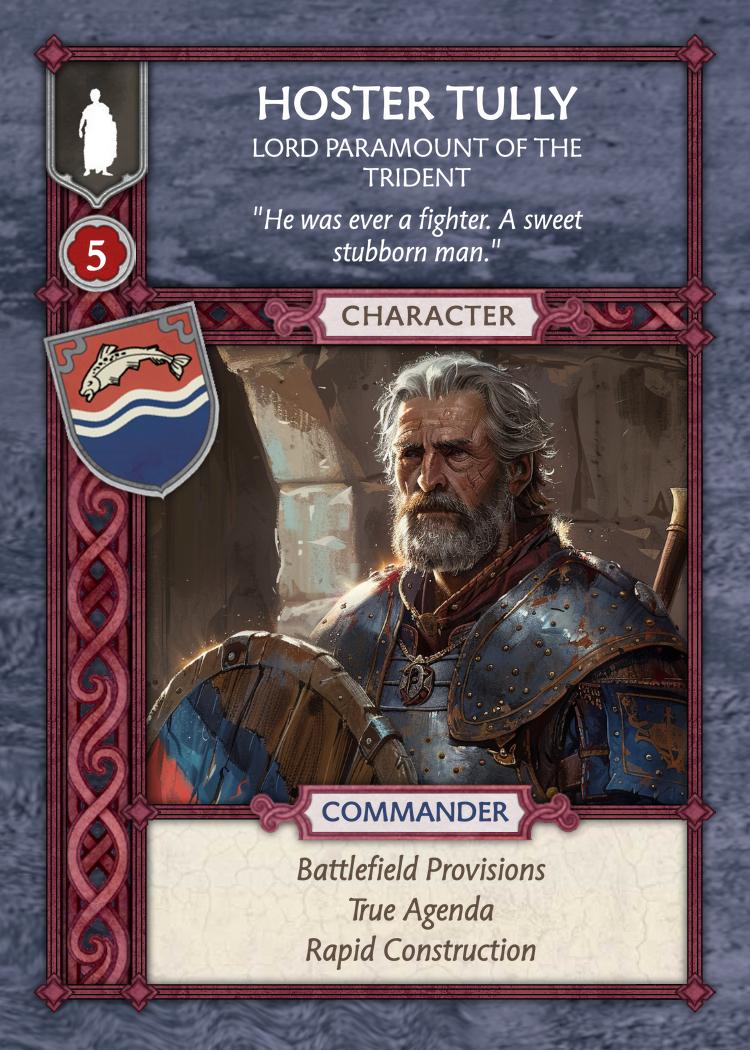 HOSTER TULLY
LORD PARAMOUNT OF THE
TRIDENT
"He was ever a fighter. A sweet
stubborn man."
5
CHARACTER
COMMANDER
Battlefield Provisions
True Agenda
Rapid Construction